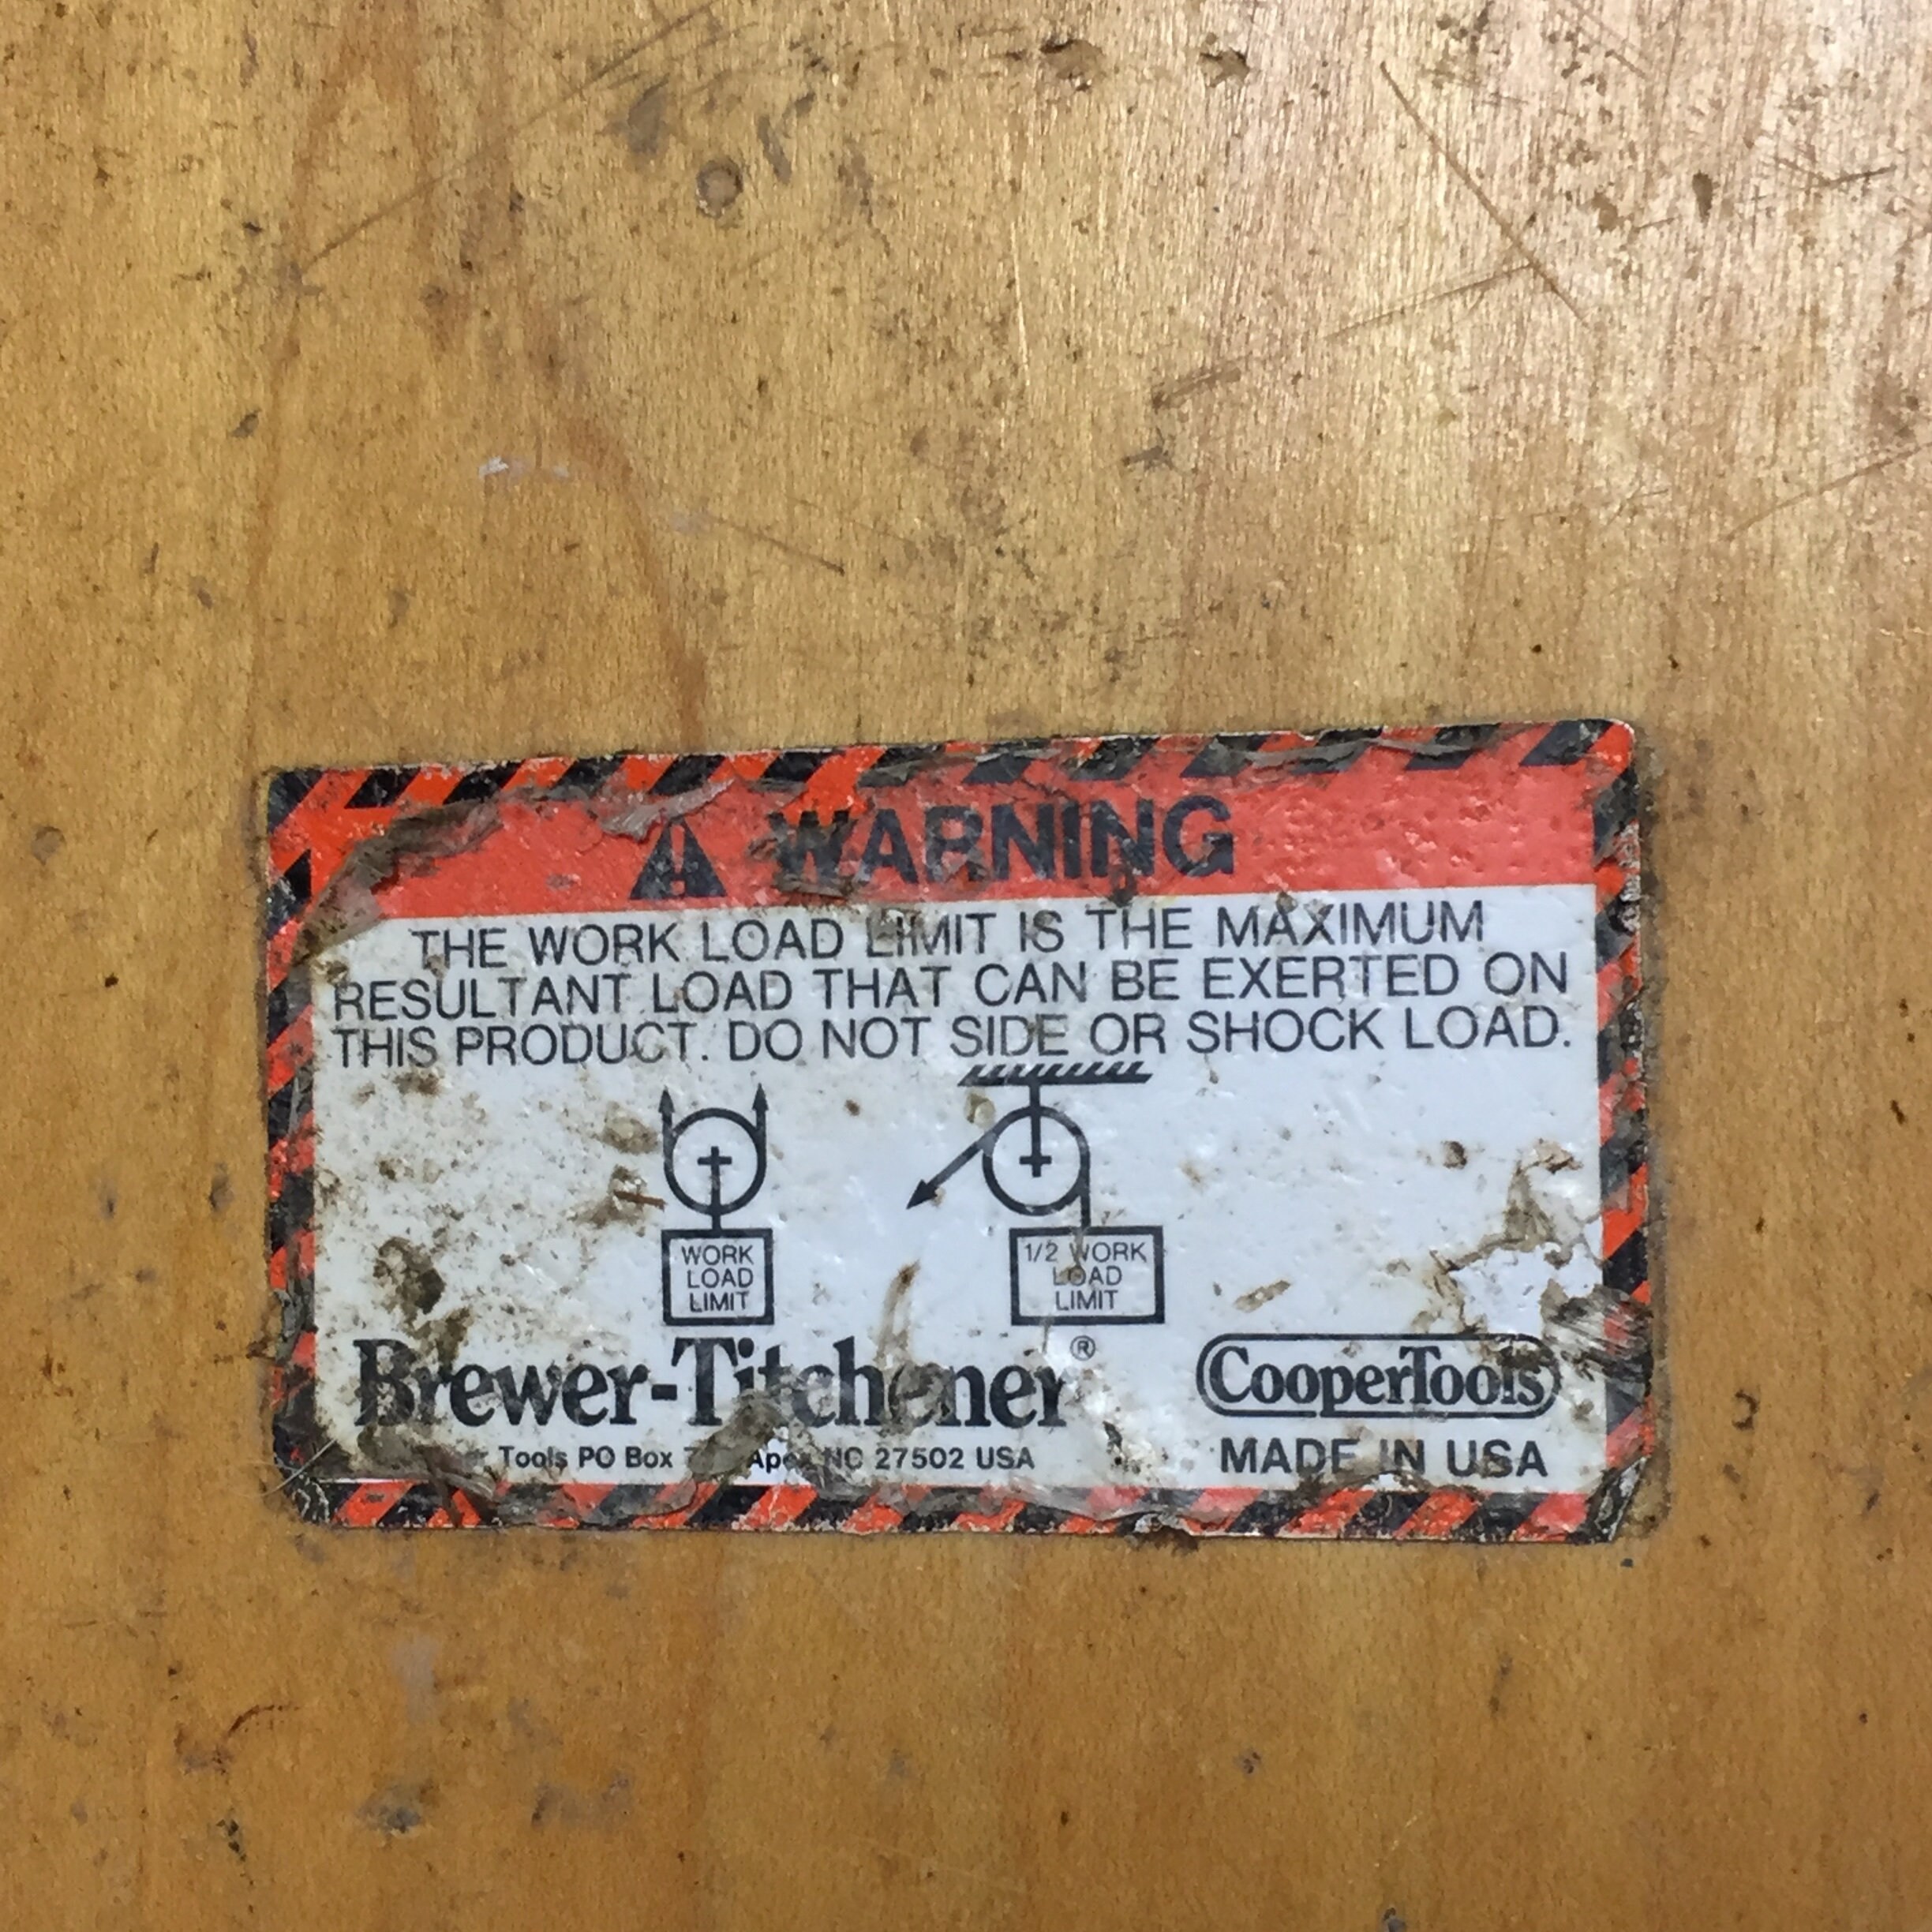 WARNING
THE WORK LOAD LIMIT IS THE MAXIMUM
RESULTANT LOAD THAT CAN BE EXERTED ON
THIS PRODUCT. DO NOT SIDE OR SHOCK LOAD.
WORK
LOAD
LIMIT
1/2 WORK
LOAD
LIMIT
Brewer-Titchener®
CooperTools
Tools PO Box Apex NC 27502 USA
MADE IN USA